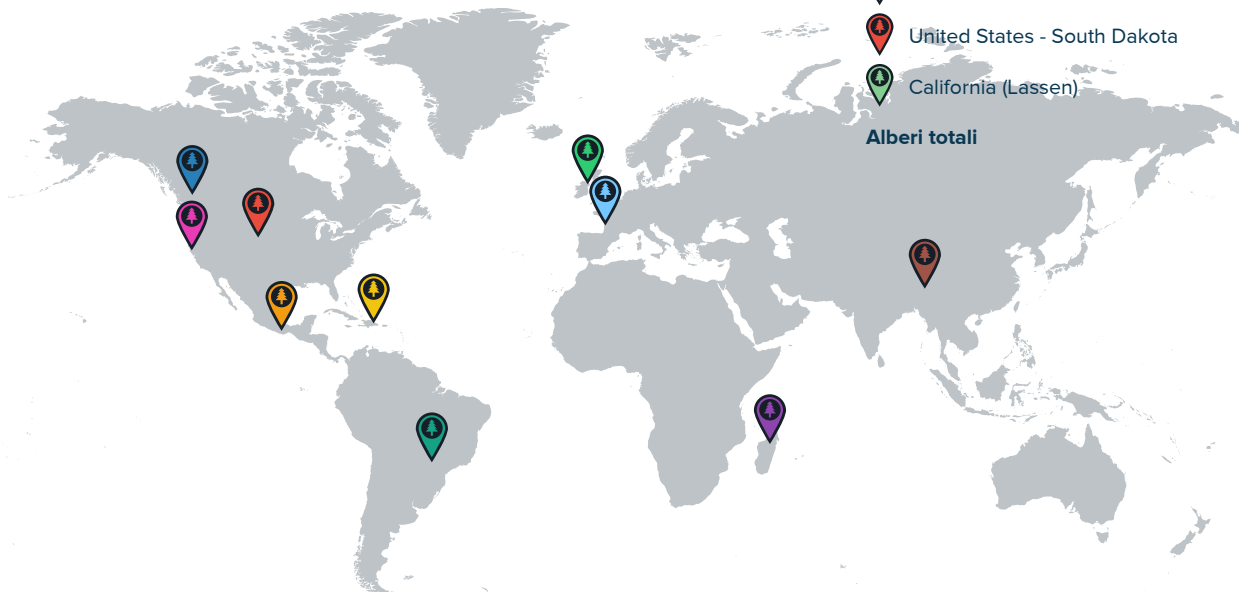 United States - South Dakota
California (Lassen)
Alberi totali